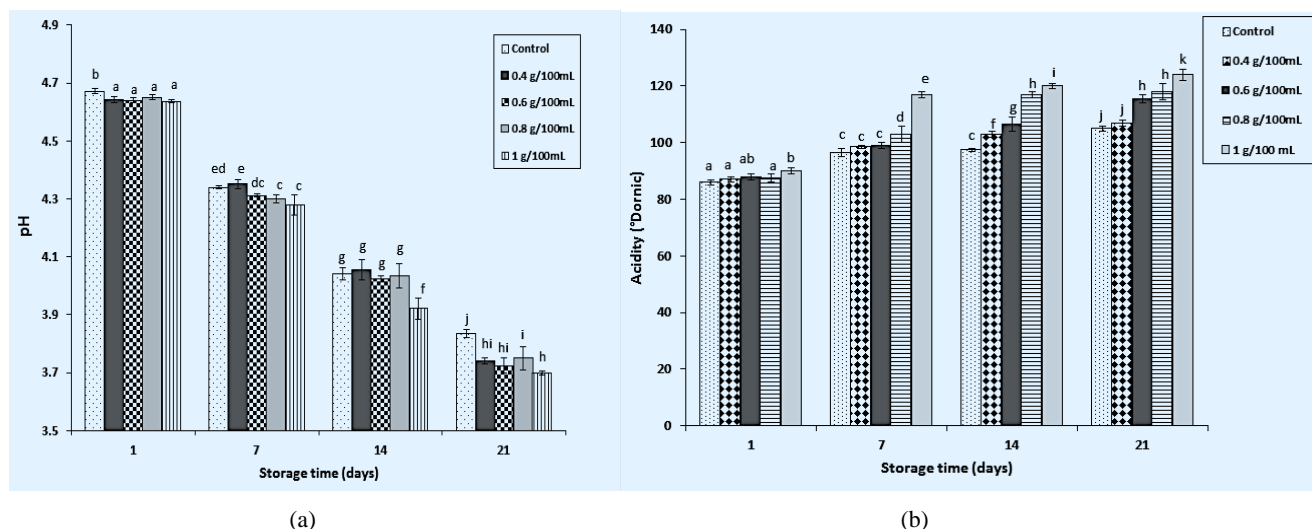 4.9
4.7
4.5
4.3
4.1
3.9
3.7
3.5
pH
Control
0.4 g/100mL
0.6 g/100mL
0.8 g/100mL
1 g/100mL
b a a a a
ed e dc c c
g g g g f
j hi hi i h
1 7 14 21
Storage time (days)
(a)
140
120
100
80
60
40
20
0
Acidity (°Dornic)
Control
0.4 g/100mL
0.6 g/100mL
0.8 g/100mL
1 g/100 mL
a a ab a b
c c c d e
c f g h i
j j h h k
1 7 14 21
Storage time (days)
(b)